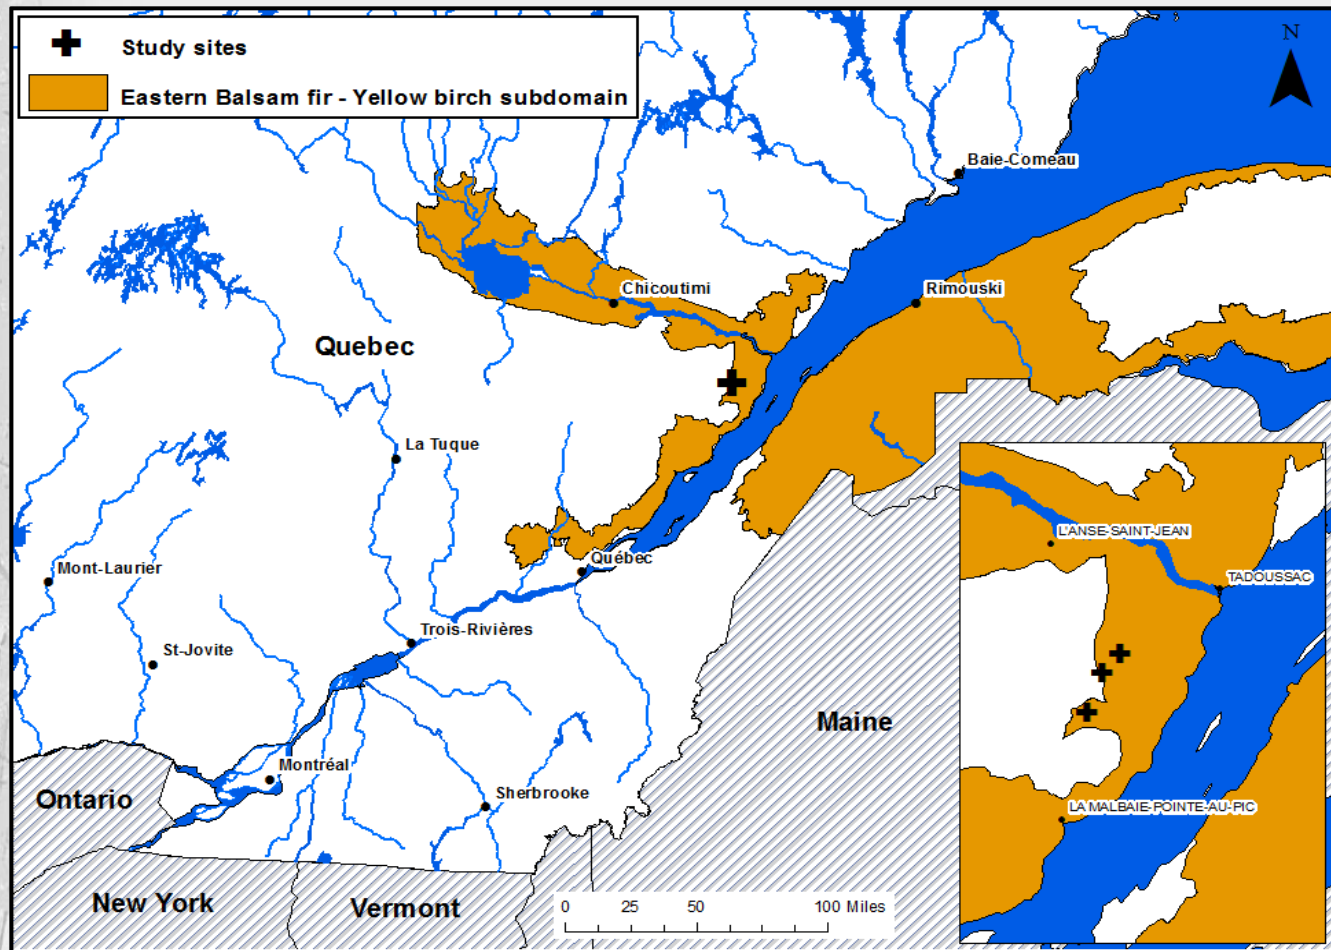 Study sites
Eastern Balsam fir - Yellow birch subdomain
N
Baie-Comeau
Chicoutimi
Rimouski
Quebec
La Tuque
Québec
Mont-Laurier
Trois-Rivières
St-Jovite
Maine
Montréal
Ontario
Sherbrooke
New York
Vermont
0 25 50 100 Miles
L'ANSE-SAINT-JEAN
TADOUSSAC
LA MALBAIE-POINTE-AU-PIC